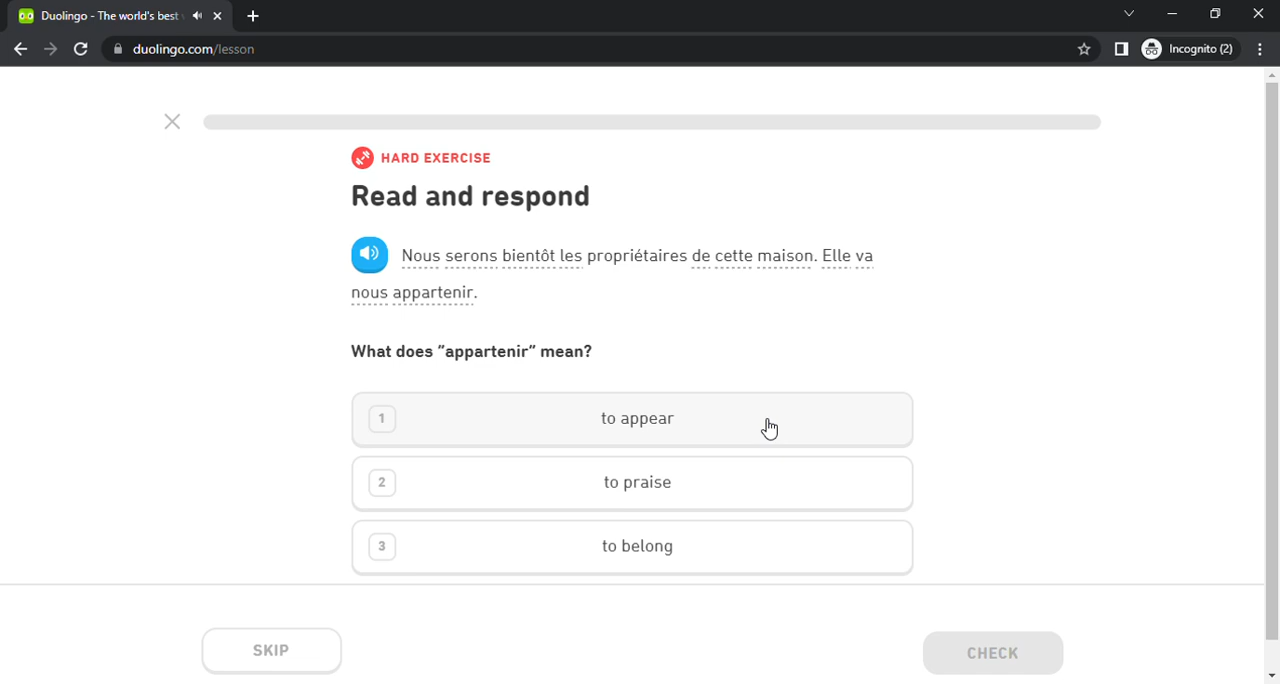 Duolingo - The world's best
duolingo.com/lesson
Incognito (2)
HARD EXERCISE
Read and respond
Nous serons bientôt les propriétaires de cette maison. Elle va
nous appartenir.
What does "appartenir" mean?
1 to appear
2 to praise
3 to belong
SKIP
CHECK